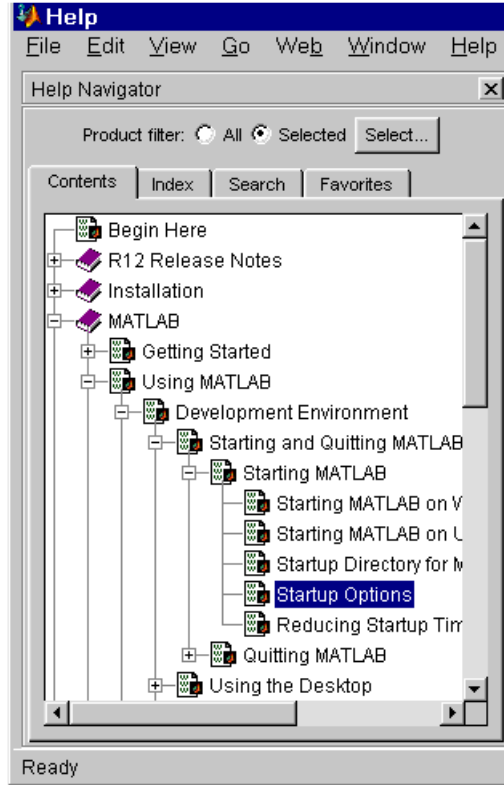 Help
File Edit View Go Web Window Help
Help Navigator
Product filter: All Selected Select...
Contents Index Search Favorites
Begin Here
R12 Release Notes
Installation
MATLAB
Getting Started
Using MATLAB
Development Environment
Starting and Quitting MATLAB
Starting MATLAB
Starting MATLAB on
Starting MATLAB on
Startup Directory for
Startup Options
Reducing Startup
Quitting MATLAB
Using the Desktop
Ready